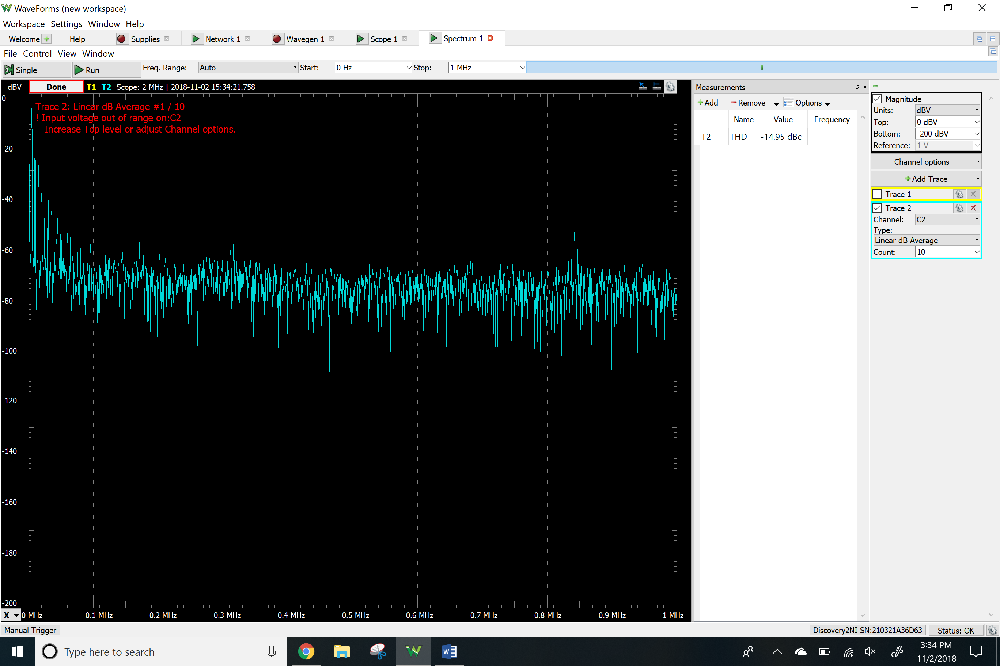 WaveForms (new workspace)
Workspace Settings Window Help
Welcome Help Supplies Network 1 Wavegen 1 Scope 1 Spectrum 1
File Control View Window
Single Run Freq. Range: Auto Start: 0 Hz Stop: 1 MHz
dBV Done T1 T2 Scope: 2 MHz | 2018-11-02 15:34:21.758
Trace 2: Linear dB Average #1 / 10
! Input voltage out of range on:C2
Increase Top level or adjust Channel options.
0
-20
-40
-60
-80
-100
-120
-140
-160
-180
-200
X 0 MHz 0.1 MHz 0.2 MHz 0.3 MHz 0.4 MHz 0.5 MHz 0.6 MHz 0.7 MHz 0.8 MHz 0.9 MHz 1 MHz
Measurements
Add Remove Options
Name Value Frequency
T2 THD -14.95 dBc
Magnitude
Units: dBV
Top: 0 dBV
Bottom: -200 dBV
Reference: 1 V
Channel options
Add Trace
Trace 1
Trace 2
Channel: C2
Type:
Linear dB Average
Count: 10
Manual Trigger Discovery2NI SN:210321A36D63 Status: OK
Type here to search
3:34 PM
11/2/2018